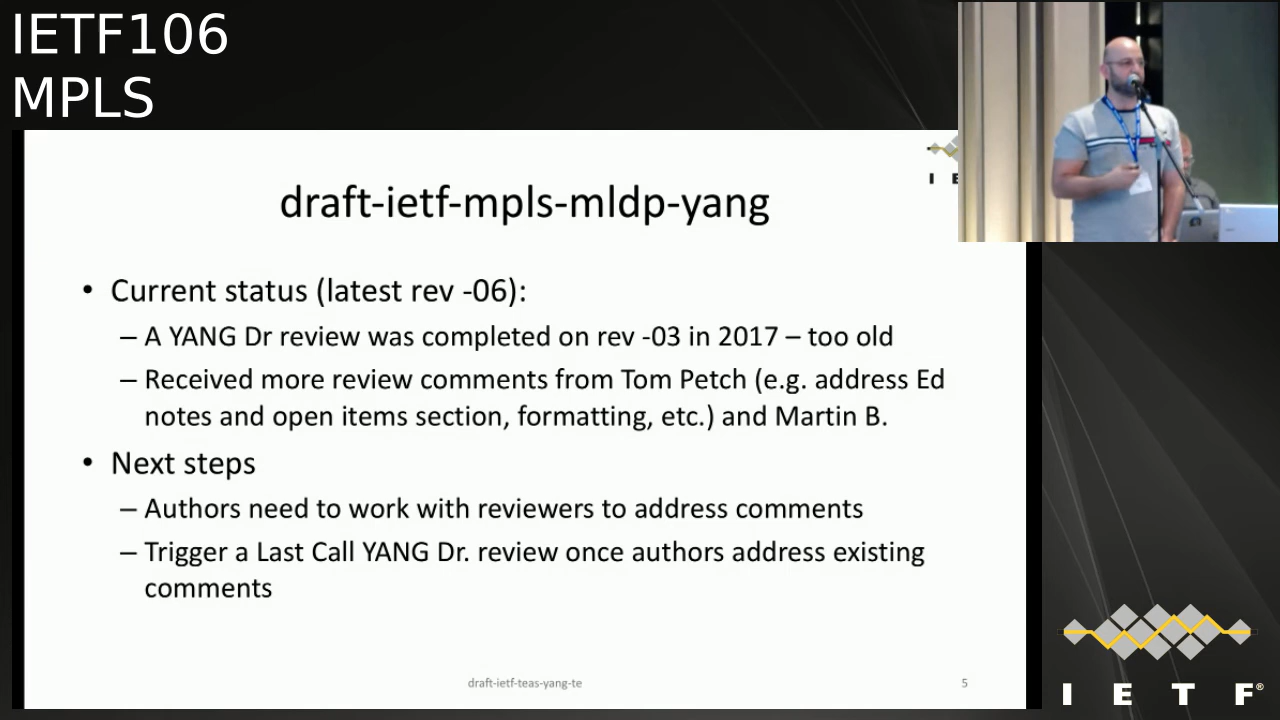 IETF106
MPLS
I E
draft-ietf-mpls-mldp-yang
• Current status (latest rev -06):
– A YANG Dr review was completed on rev -03 in 2017 – too old
– Received more review comments from Tom Petch (e.g. address Ed
notes and open items section, formatting, etc.) and Martin B.
• Next steps
– Authors need to work with reviewers to address comments
– Trigger a Last Call YANG Dr. review once authors address existing
comments
draft-ietf-teas-yang-te
5
I E T F®